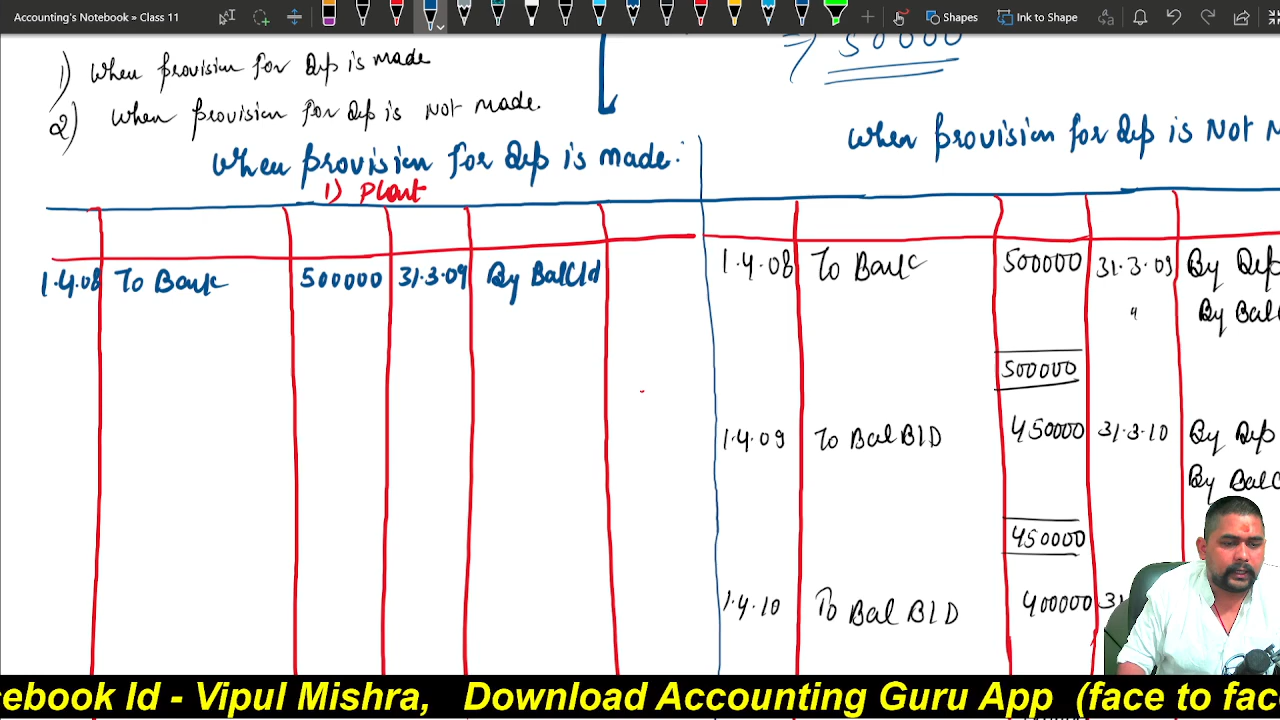 Accounting's Notebook » Class 11
Shapes
Ink to Shape
⇒ 50000
1) When provision for Dep is made
2) When provision for Dep is Not made.
When provision for Dep is made.
1) Plant
1.4.08 To Bank 500000 31.3.09 By Bal C/d
When provision for Dep is Not
1.4.08 To Bank 500000 31.3.09 By Dep
" By Bal
500000
1.4.09 To Bal B/D 450000 31.3.10 By Dep
By Bal
450000
1.4.10 To Bal B/D 400000
cebook Id - Vipul Mishra, Download Accounting Guru App (face to fac